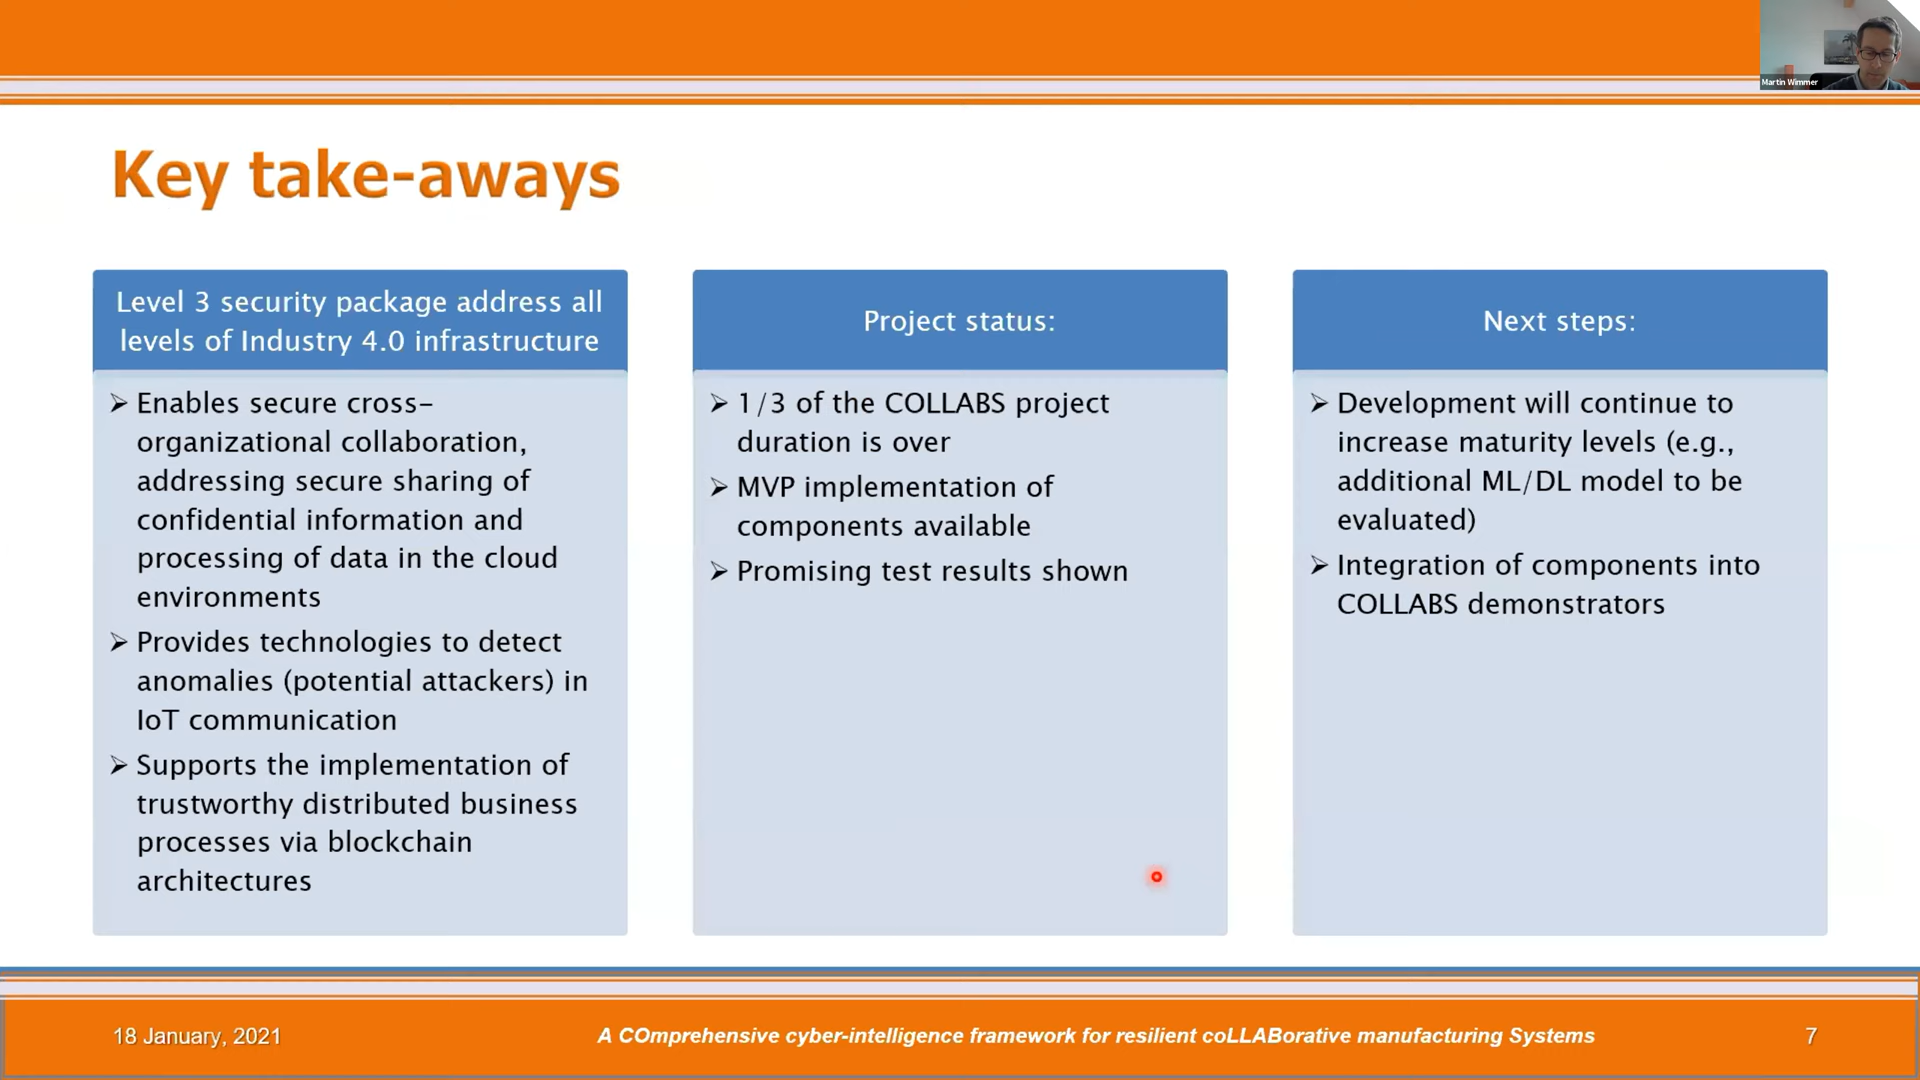 Martin Wimmer
Key take-aways
Level 3 security package address all
levels of Industry 4.0 infrastructure
➢ Enables secure cross-
organizational collaboration,
addressing secure sharing of
confidential information and
processing of data in the cloud
environments
➢ Provides technologies to detect
anomalies (potential attackers) in
IoT communication
➢ Supports the implementation of
trustworthy distributed business
processes via blockchain
architectures
Project status:
➢ 1/3 of the COLLABS project
duration is over
➢ MVP implementation of
components available
➢ Promising test results shown
Next steps:
➢ Development will continue to
increase maturity levels (e.g.,
additional ML/DL model to be
evaluated)
➢ Integration of components into
COLLABS demonstrators
18 January, 2021
A COmprehensive cyber-intelligence framework for resilient coLLABorative manufacturing Systems
7